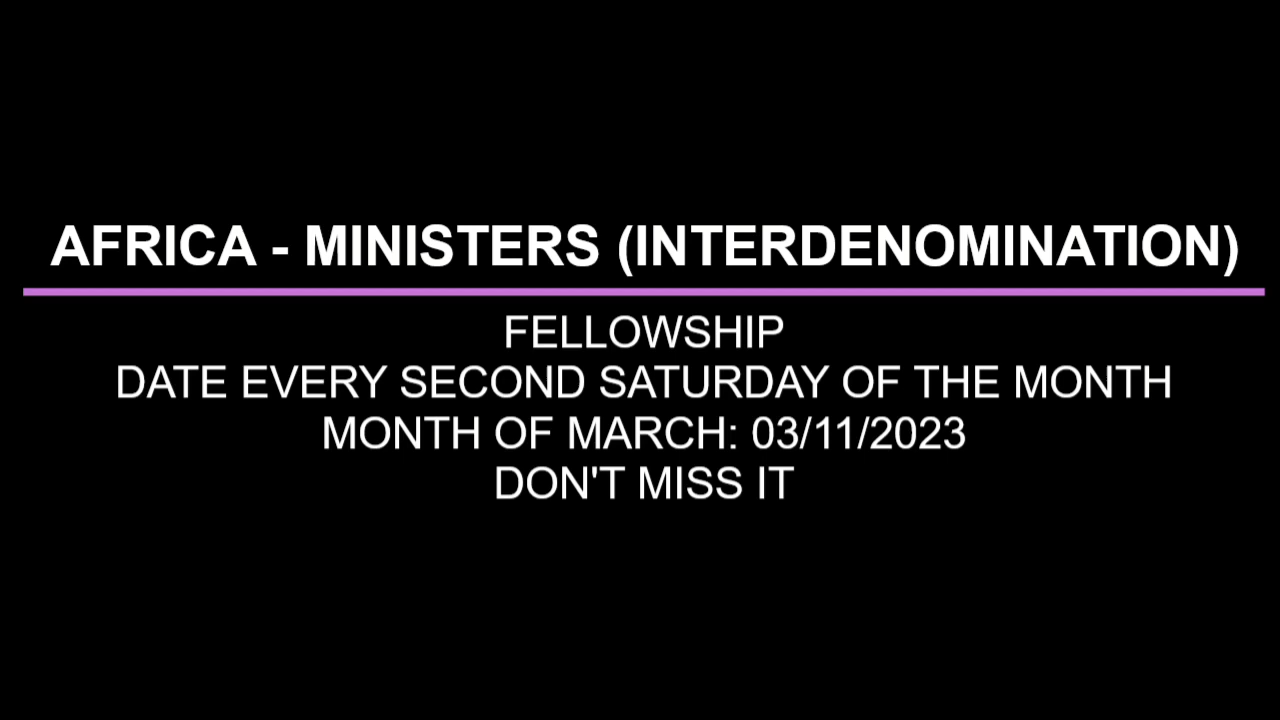 AFRICA - MINISTERS (INTERDENOMINATION)
FELLOWSHIP
DATE EVERY SECOND SATURDAY OF THE MONTH
MONTH OF MARCH: 03/11/2023
DON'T MISS IT